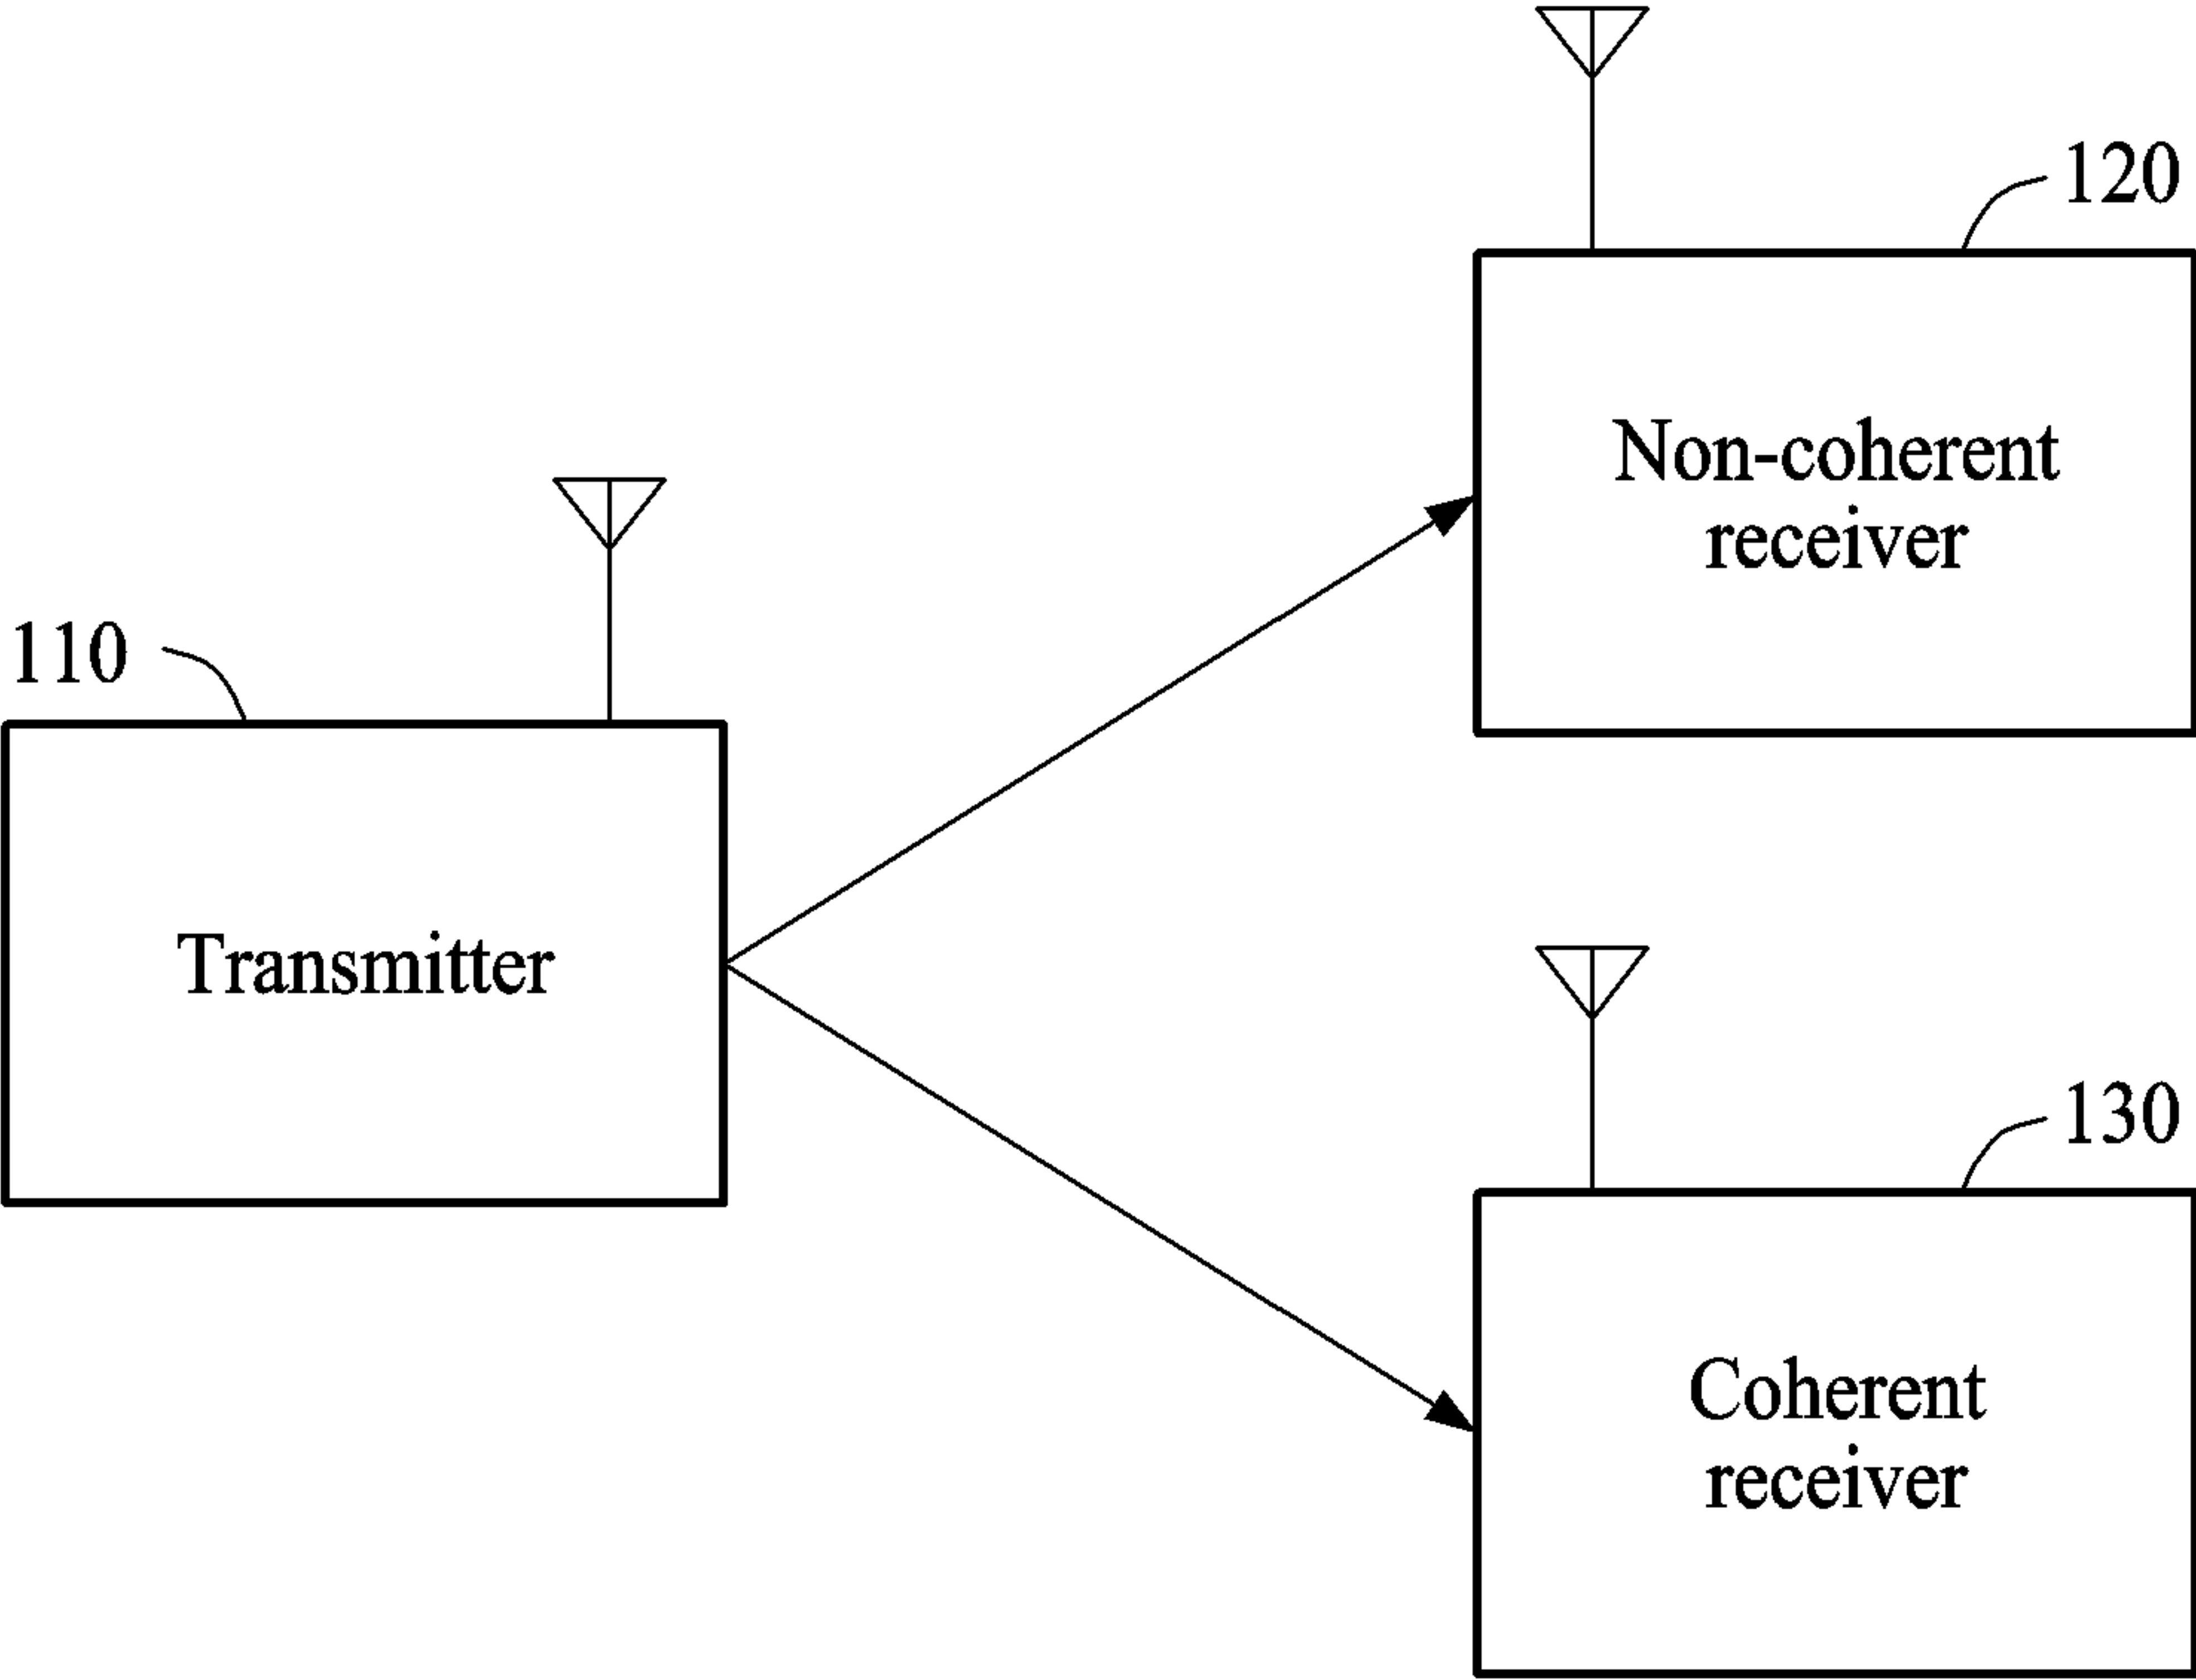 120
Non-coherent
receiver
110
Transmitter
130
Coherent
receiver